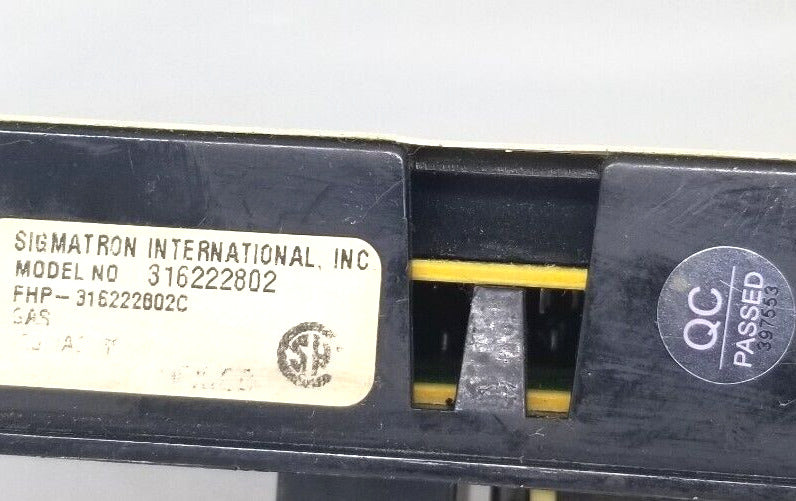 SIGMATRON INTERNATIONAL, INC
MODEL NO 316222802
FHP-316222802C
GAS
QC
PASSED
397553